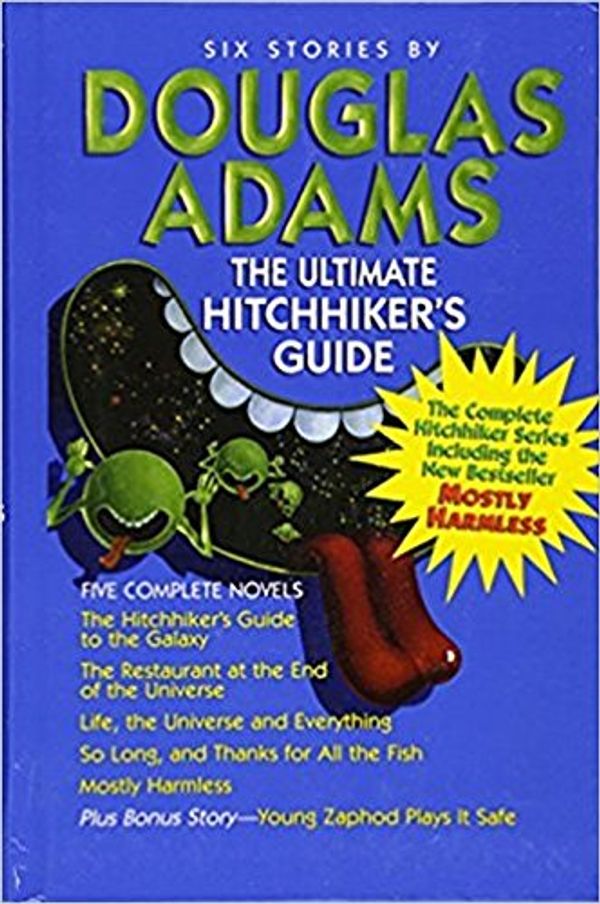 SIX STORIES BY
DOUGLAS
ADAMS
THE ULTIMATE
HITCHHIKER'S
GUIDE
The Complete
Hitchhiker Series
Including the
New Bestseller
MOSTLY
HARMLESS
FIVE COMPLETE NOVELS
The Hitchhiker's Guide
to the Galaxy
The Restaurant at the End
of the Universe
Life, the Universe and Everything
So Long, and Thanks for All the Fish
Mostly Harmless
Plus Bonus Story—Young Zaphod Plays It Safe